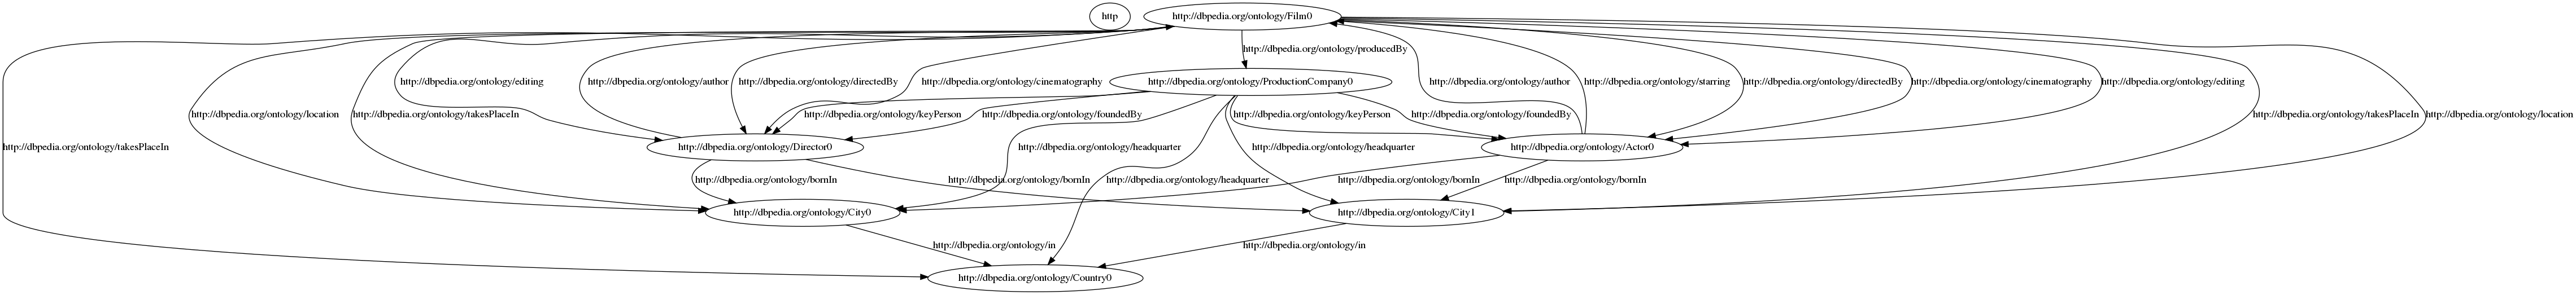 http
http://dbpedia.org/ontology/Film0
http://dbpedia.org/ontology/producedBy
http://dbpedia.org/ontology/editing
http://dbpedia.org/ontology/author
http://dbpedia.org/ontology/directedBy
http://dbpedia.org/ontology/cinematography
http://dbpedia.org/ontology/ProductionCompany0
http://dbpedia.org/ontology/author
http://dbpedia.org/ontology/starring
http://dbpedia.org/ontology/directedBy
http://dbpedia.org/ontology/cinematography
http://dbpedia.org/ontology/editing
http://dbpedia.org/ontology/location
http://dbpedia.org/ontology/takesPlaceIn
http://dbpedia.org/ontology/keyPerson
http://dbpedia.org/ontology/foundedBy
http://dbpedia.org/ontology/keyPerson
http://dbpedia.org/ontology/foundedBy
http://dbpedia.org/ontology/takesPlaceIn
http://dbpedia.org/ontology/location
http://dbpedia.org/ontology/takesPlaceIn
http://dbpedia.org/ontology/Director0
http://dbpedia.org/ontology/headquarter
http://dbpedia.org/ontology/headquarter
http://dbpedia.org/ontology/Actor0
http://dbpedia.org/ontology/bornIn
http://dbpedia.org/ontology/bornIn
http://dbpedia.org/ontology/headquarter
http://dbpedia.org/ontology/bornIn
http://dbpedia.org/ontology/bornIn
http://dbpedia.org/ontology/City0
http://dbpedia.org/ontology/City1
http://dbpedia.org/ontology/in
http://dbpedia.org/ontology/in
http://dbpedia.org/ontology/Country0